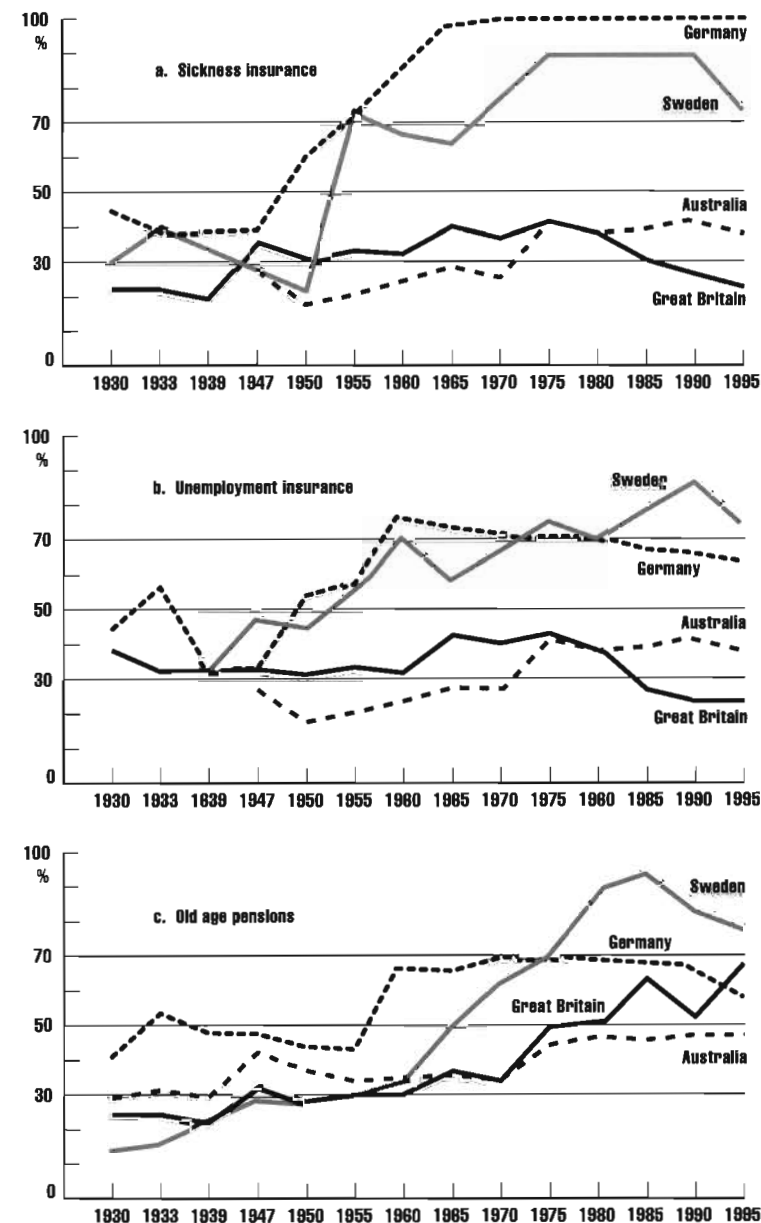 100
%
Germany
a. Sickness insurance
Sweden
70
50
Australia
30
Great Britain
0
1930 1933 1939 1947 1950 1955 1960 1965 1970 1975 1980 1985 1990 1995
100
%
b. Unemployment insurance
Sweden
70
Germany
50
Australia
30
Great Britain
0
1930 1933 1839 1947 1950 1955 1960 1965 1970 1975 1980 1985 1990 1995
100
%
Sweden
c. Old age pensions
Germany
70
Great Britain
50
Australia
30
0
1930 1933 1939 1947 1950 1955 1960 1965 1970 1975 1980 1985 1990 1995